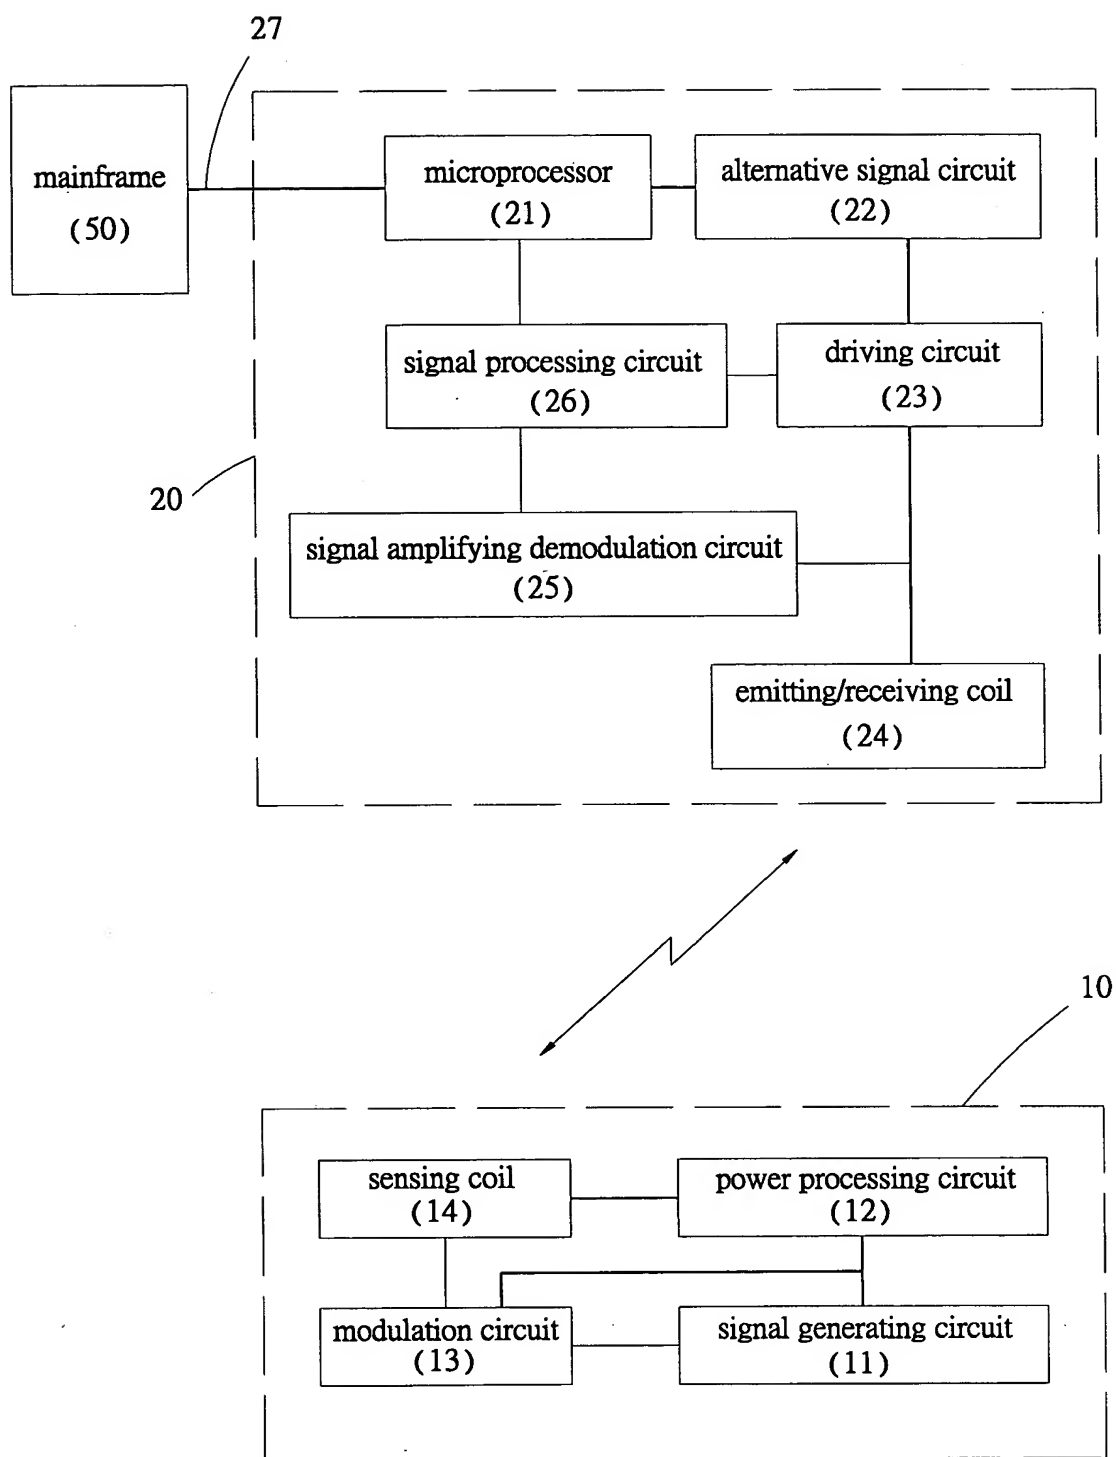 27
mainframe
(50)
microprocessor
(21)
alternative signal circuit
(22)
signal processing circuit
(26)
driving circuit
(23)
20
signal amplifying demodulation circuit
(25)
emitting/receiving coil
(24)
10
sensing coil
(14)
power processing circuit
(12)
modulation circuit
(13)
signal generating circuit
(11)